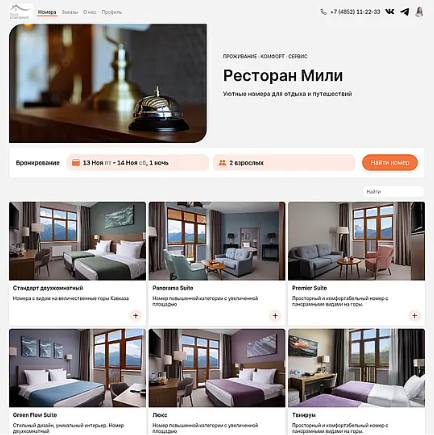 Номера Заказы О нас Профиль
+7 (4852) 11-22-33
ПРОЖИВАНИЕ · КОМФОРТ · СЕРВИС
Ресторан Мили
Уютные номера для отдыха и путешествий
Бронирование
13 Ноя пт - 14 Ноя сб, 1 ночь
2 взрослых
Найти номер
Найти
Стандарт двухкомнатный
Номера с видом на величественные горы Кавказа
+
Panorama Suite
Номер повышенной категории с увеличенной
площадью
+
Premier Suite
Просторный и комфортабельный номер с
панорамными видами на горы.
+
Green Flow Suite
Стильный дизайн, уникальный интерьер. Номер
двухкомнатный
+
Люкс
Номер повышенной категории с увеличенной
площадью
+
Твинрум
Просторный и комфортабельный номер с
панорамными видами на горы.
+